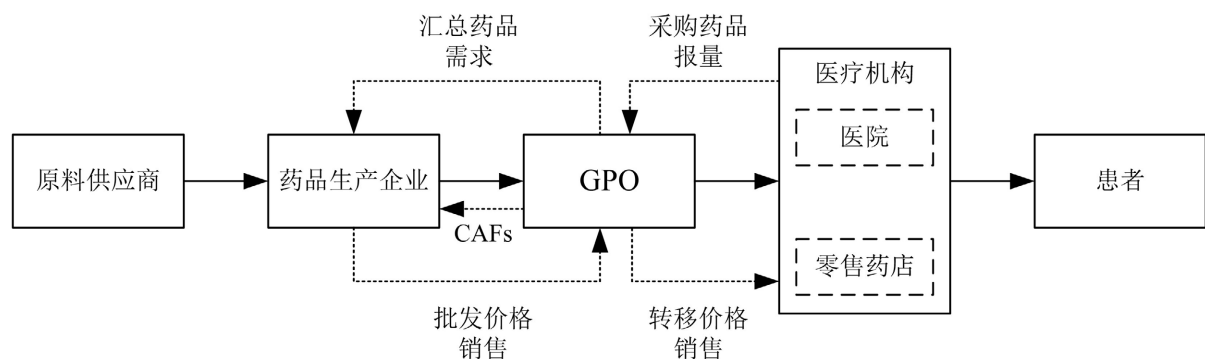 汇总药品
需求
采购药品
报量
医疗机构
医院
原料供应商
药品生产企业
GPO
患者
CAFs
零售药店
批发价格
销售
转移价格
销售